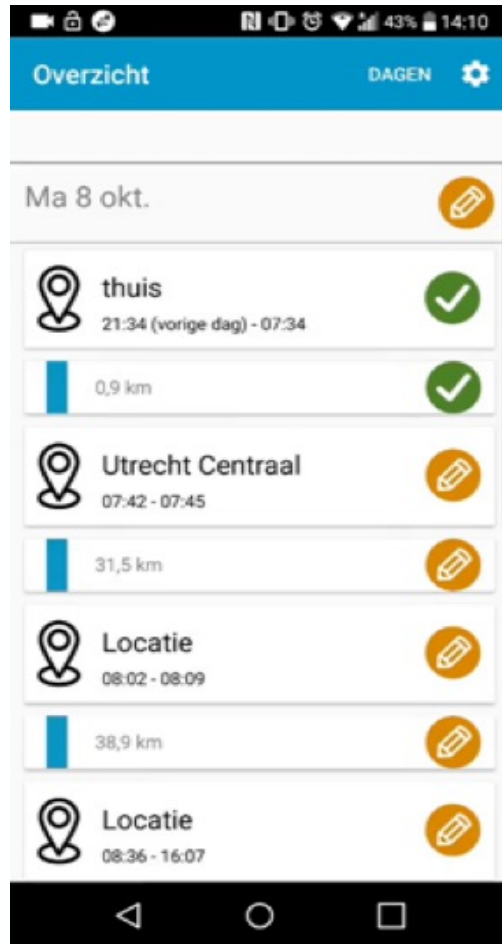 43% 14:10
Overzicht DAGEN
Ma 8 okt.
thuis
21:34 (vorige dag) - 07:34
0,9 km
Utrecht Centraal
07:42 - 07:45
31,5 km
Locatie
08:02 - 08:09
38,9 km
Locatie
08:36 - 16:07